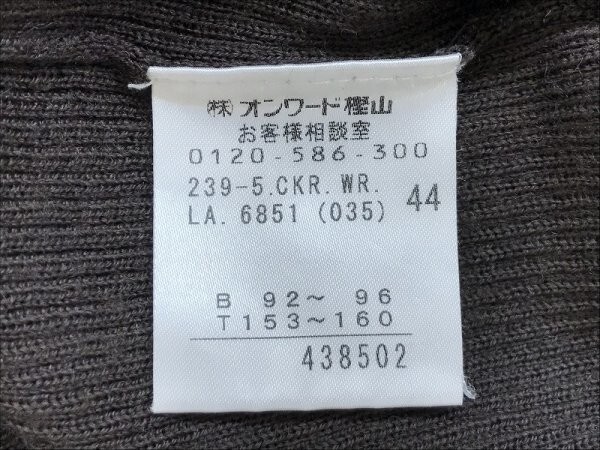 ㈱オンワード樫山
お客様相談室
0120-586-300
239-5.CKR.WR.
LA. 6851 (035) 44
B 92～ 96
T153～160
438502